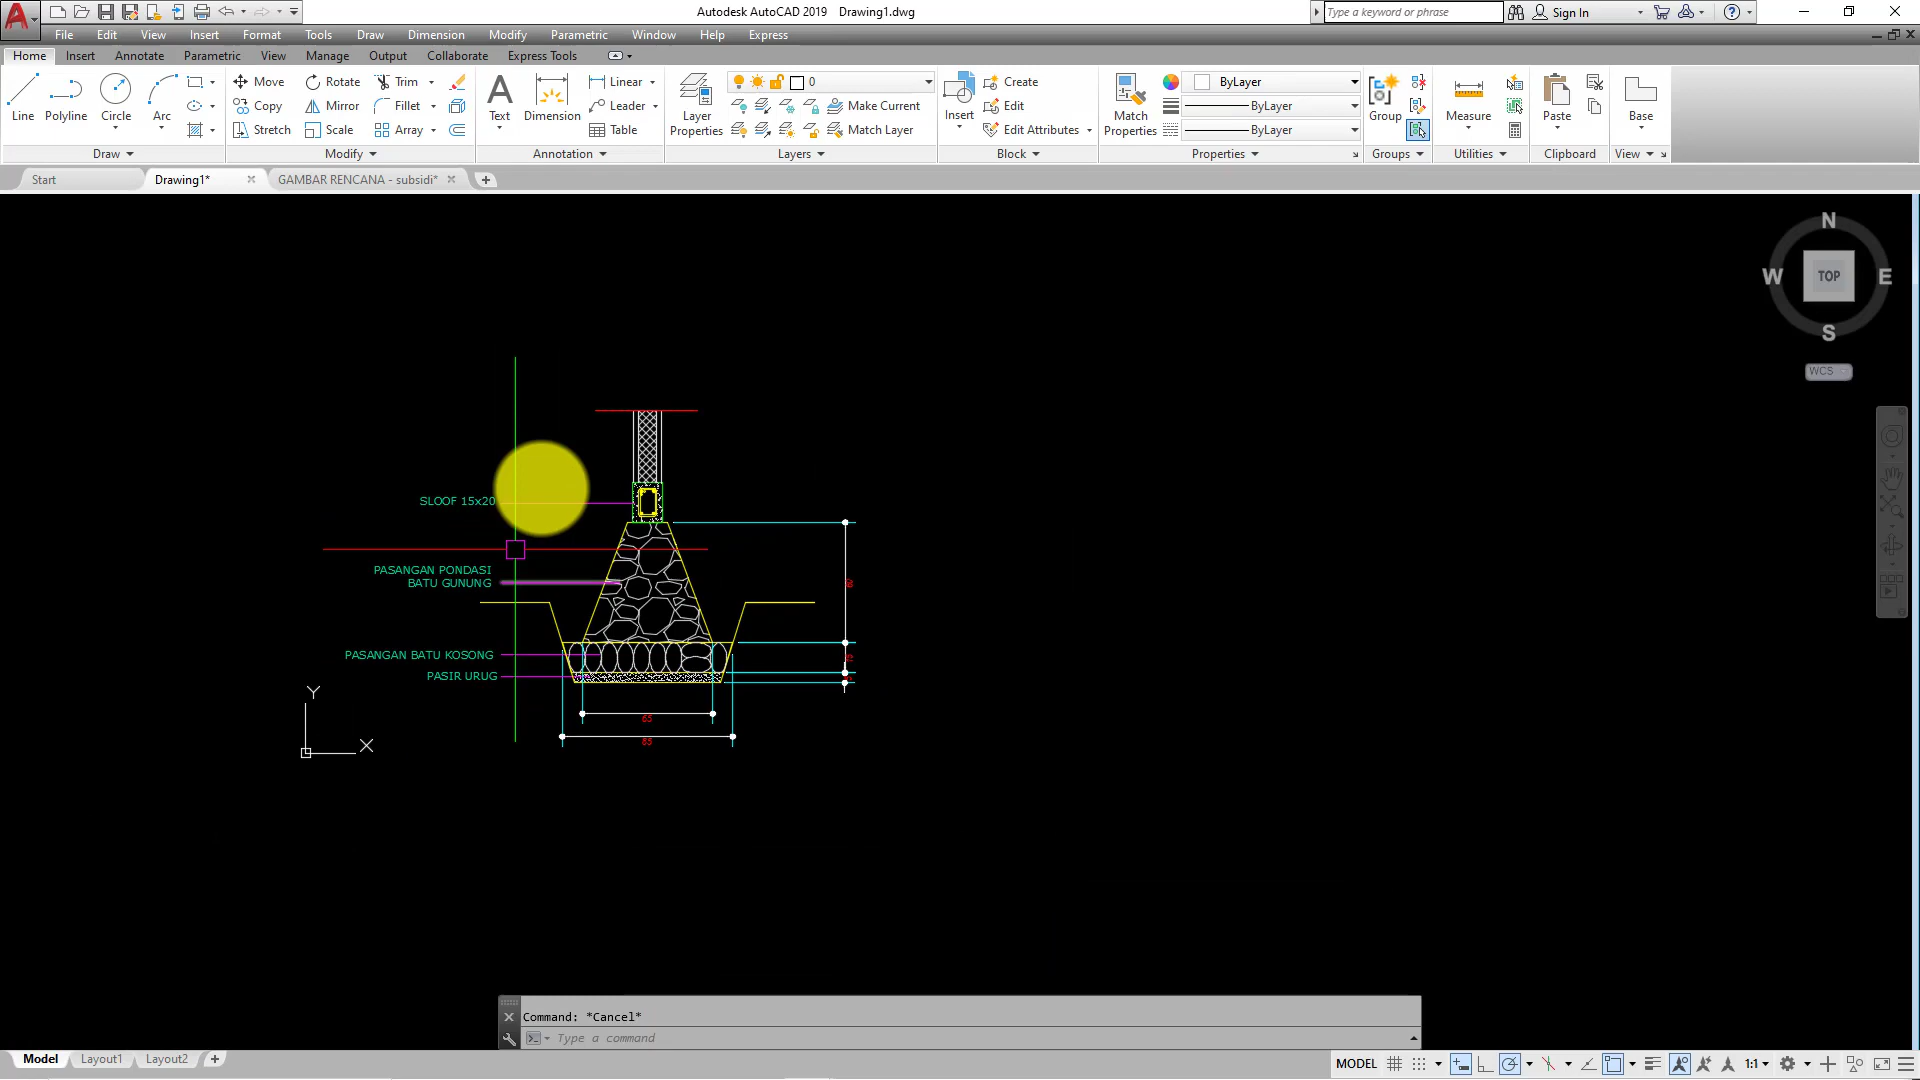 Autodesk AutoCAD 2019 Drawing1.dwg
Type a keyword or phrase
Sign In
File Edit View Insert Format Tools Draw Dimension Modify Parametric Window Help Express
Home Insert Annotate Parametric View Manage Output Collaborate Express Tools
Line
Polyline
Circle
Arc
Move
Copy
Stretch
Rotate
Mirror
Scale
Trim
Fillet
Array
Text
Dimension
Linear
Leader
Table
Layer
Properties
0
Make Current
Match Layer
Insert
Create
Edit
Edit Attributes
Match
Properties
ByLayer
ByLayer
ByLayer
Group
Measure
Paste
Base
Draw
Modify
Annotation
Layers
Block
Properties
Groups
Utilities
Clipboard
View
Start
Drawing1*
GAMBAR RENCANA - subsidi*
N
W
TOP
E
S
WCS
SLOOF 15x20
PASANGAN PONDASI
BATU GUNUNG
PASANGAN BATU KOSONG
PASIR URUG
65
85
Y
X
Command: *Cancel*
Type a command
Model Layout1 Layout2
MODEL
1:1